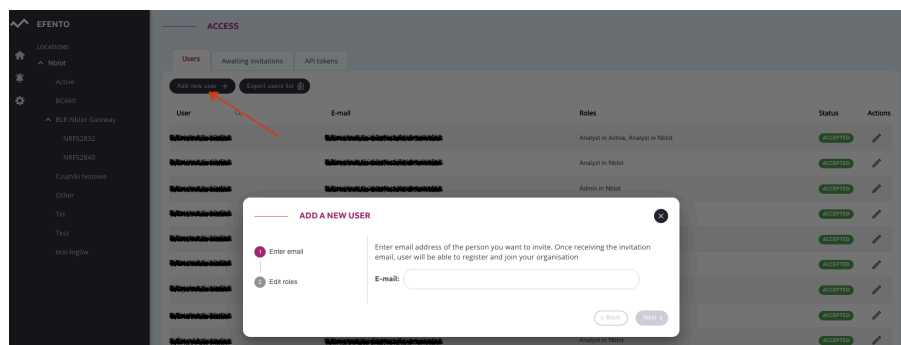 EFENTO
LOCATIONS
Nbiot
Active
BC660
BLE-Nbiot Gateway
NRF52832
NRF52840
Czujniki testowe
Other
Tel
Test
test-logów
ACCESS
Users Awaiting invitations API tokens
Add new user + Export users list
User E-mail Roles Status Actions
Analyst in Active, Analyst in Nbiot ACCEPTED
Analyst in Nbiot ACCEPTED
Admin in Nbiot ACCEPTED
ACCEPTED
ACCEPTED
ACCEPTED
ACCEPTED
ACCEPTED
Analyst in Nbiot ACCEPTED
ADD A NEW USER
1 Enter email
2 Edit roles
Enter email address of the person you want to invite. Once receiving the invitation
email, user will be able to register and join your organisation
E-mail:
< Back Next >